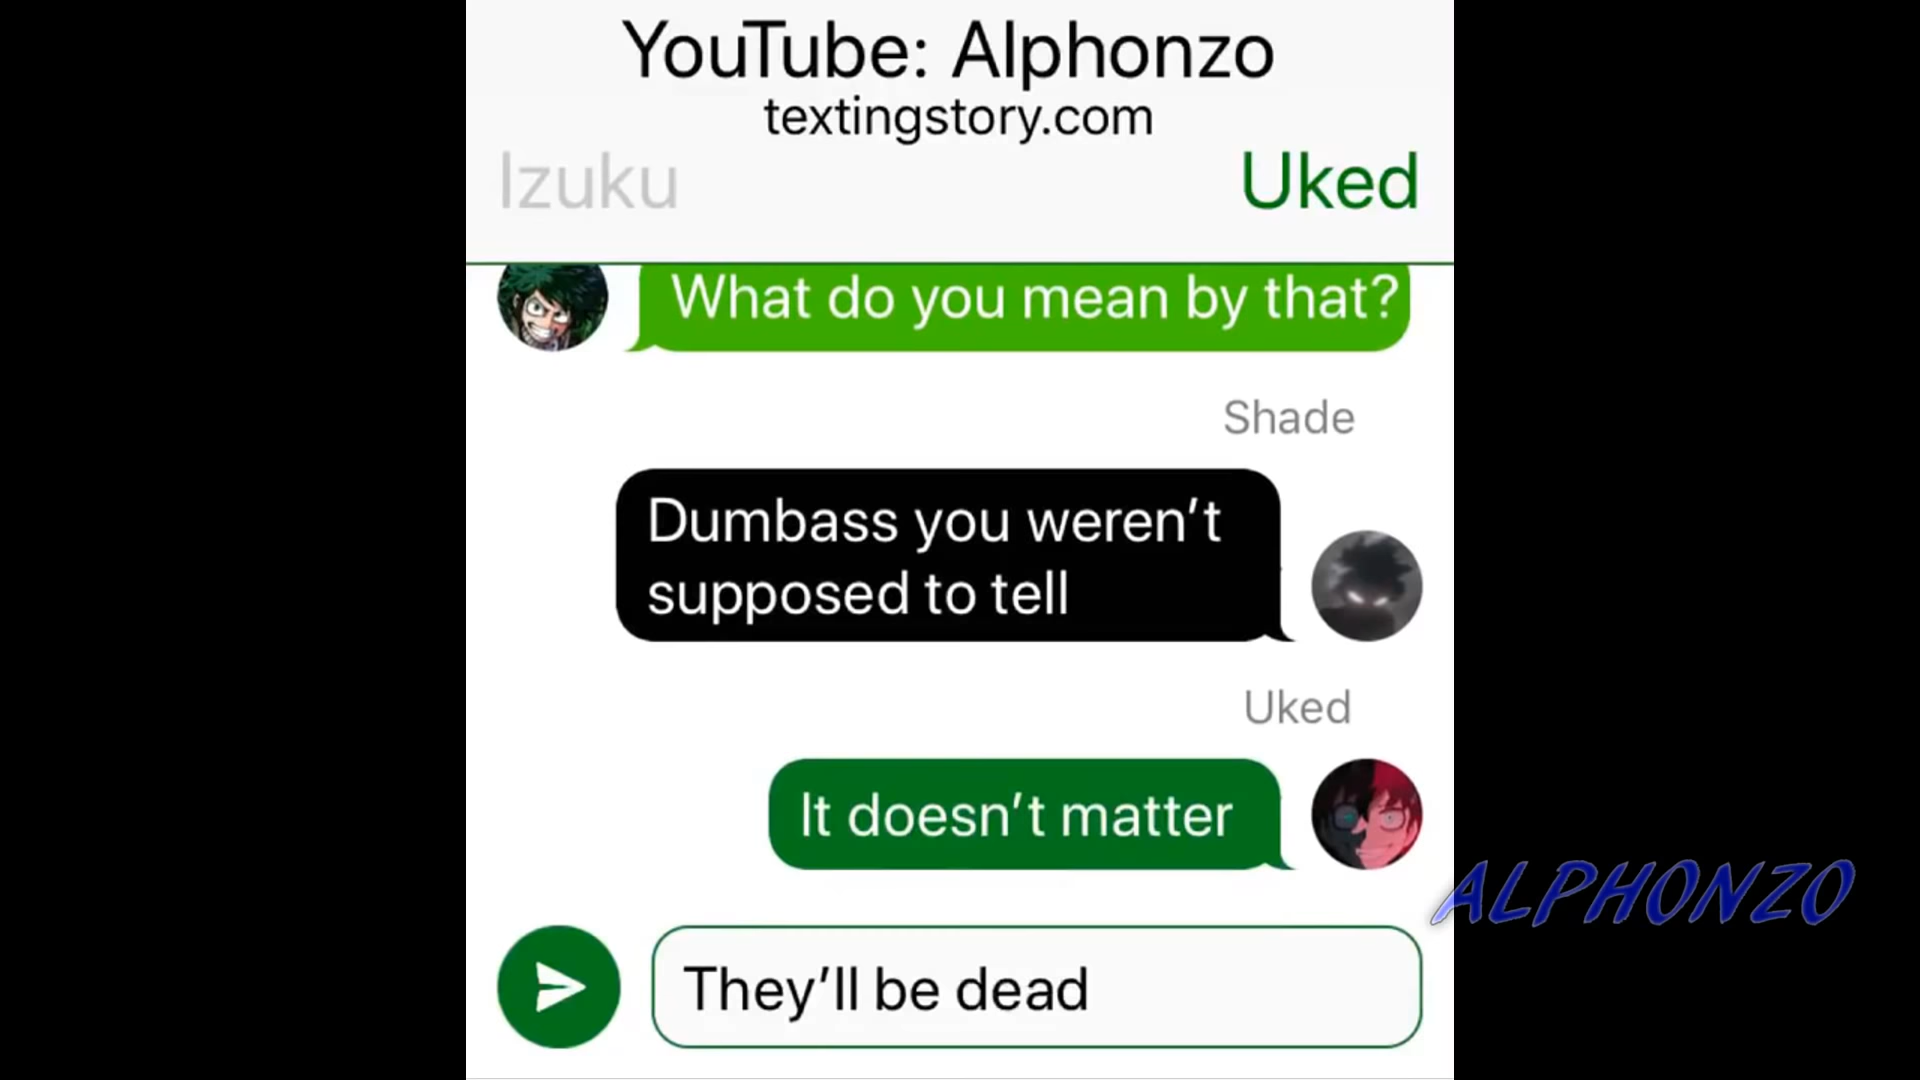 YouTube: Alphonzo
textingstory.com
Izuku
Uked
What do you mean by that?
Shade
Dumbass you weren’t
supposed to tell
Uked
It doesn’t matter
ALPHONZO
They’ll be dead